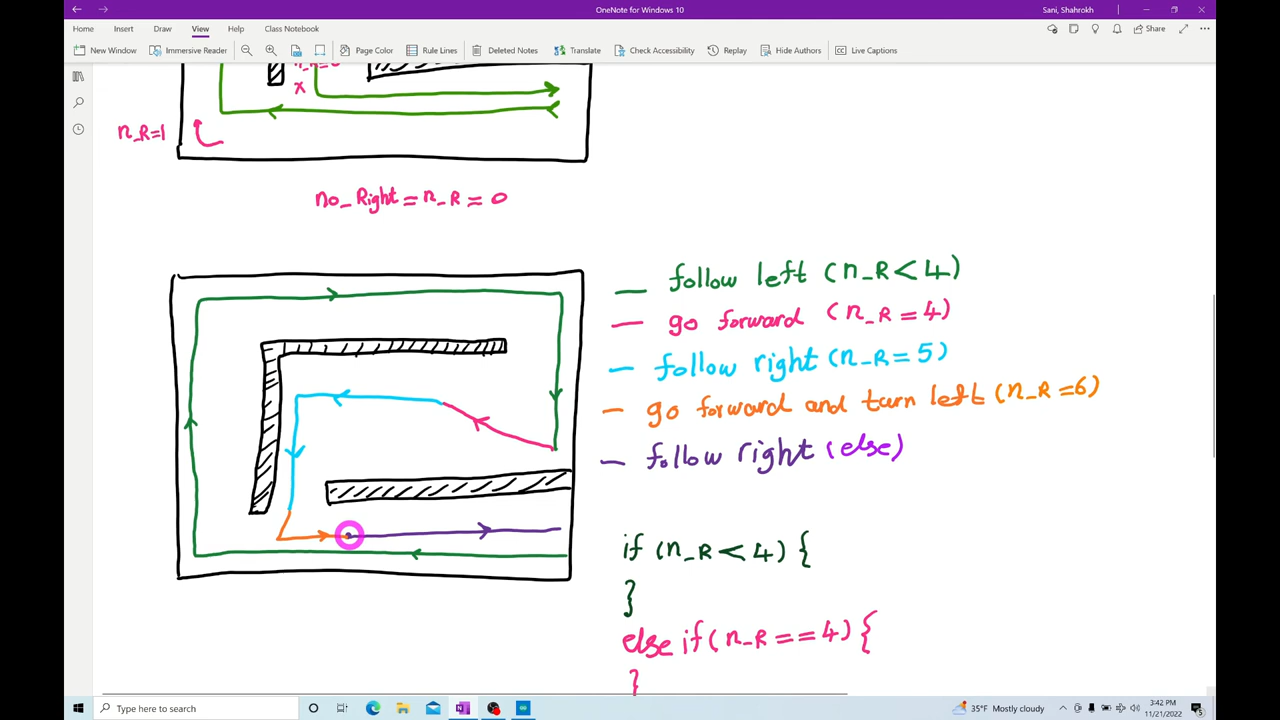 OneNote for Windows 10
Sani, Shahrokh
Home Insert Draw View Help Class Notebook
Share
New Window Immersive Reader Page Color Rule Lines Deleted Notes Translate Check Accessibility Replay Hide Authors Live Captions
x
n_R=1
no_Right = n_R = 0
follow left (n_R < 4)
go forward (n_R = 4)
follow right (n_R = 5)
go forward and turn left (n_R = 6)
follow right (else)
if (n_R < 4) {
}
else if (n_R == 4) {
}
Type here to search
35°F Mostly cloudy
3:42 PM
11/21/2022
5